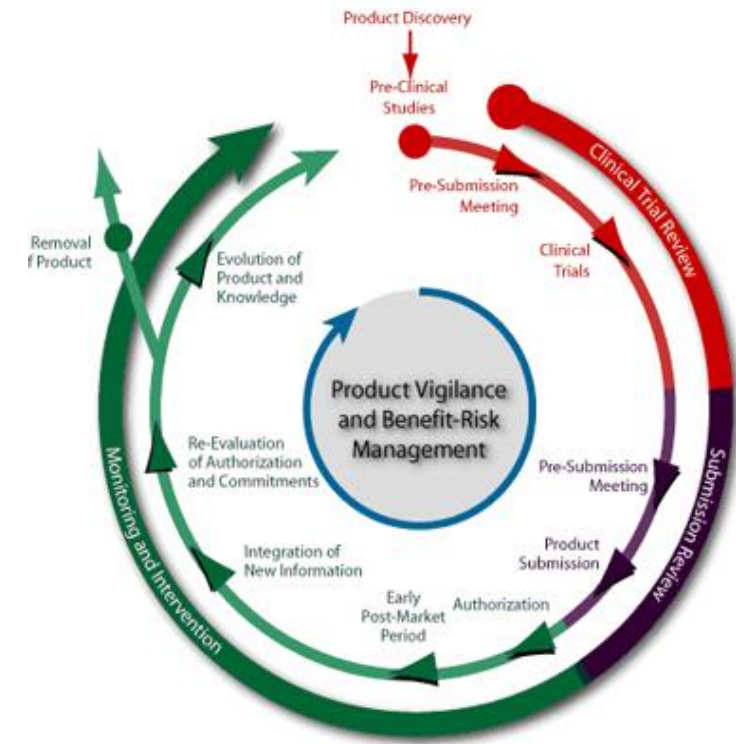 Product Discovery
Pre-Clinical
Studies
Pre-Submission
Meeting
Clinical
Trials
Clinical Trial Review
Pre-Submission
Meeting
Product
Submission
Submission Review
Authorization
Early
Post-Market
Period
Integration of
New Information
Re-Evaluation
of Authorization
and Commitments
Evolution of
Product and
Knowledge
Removal
f Product
Monitoring and Intervention
Product Vigilance
and Benefit-Risk
Management